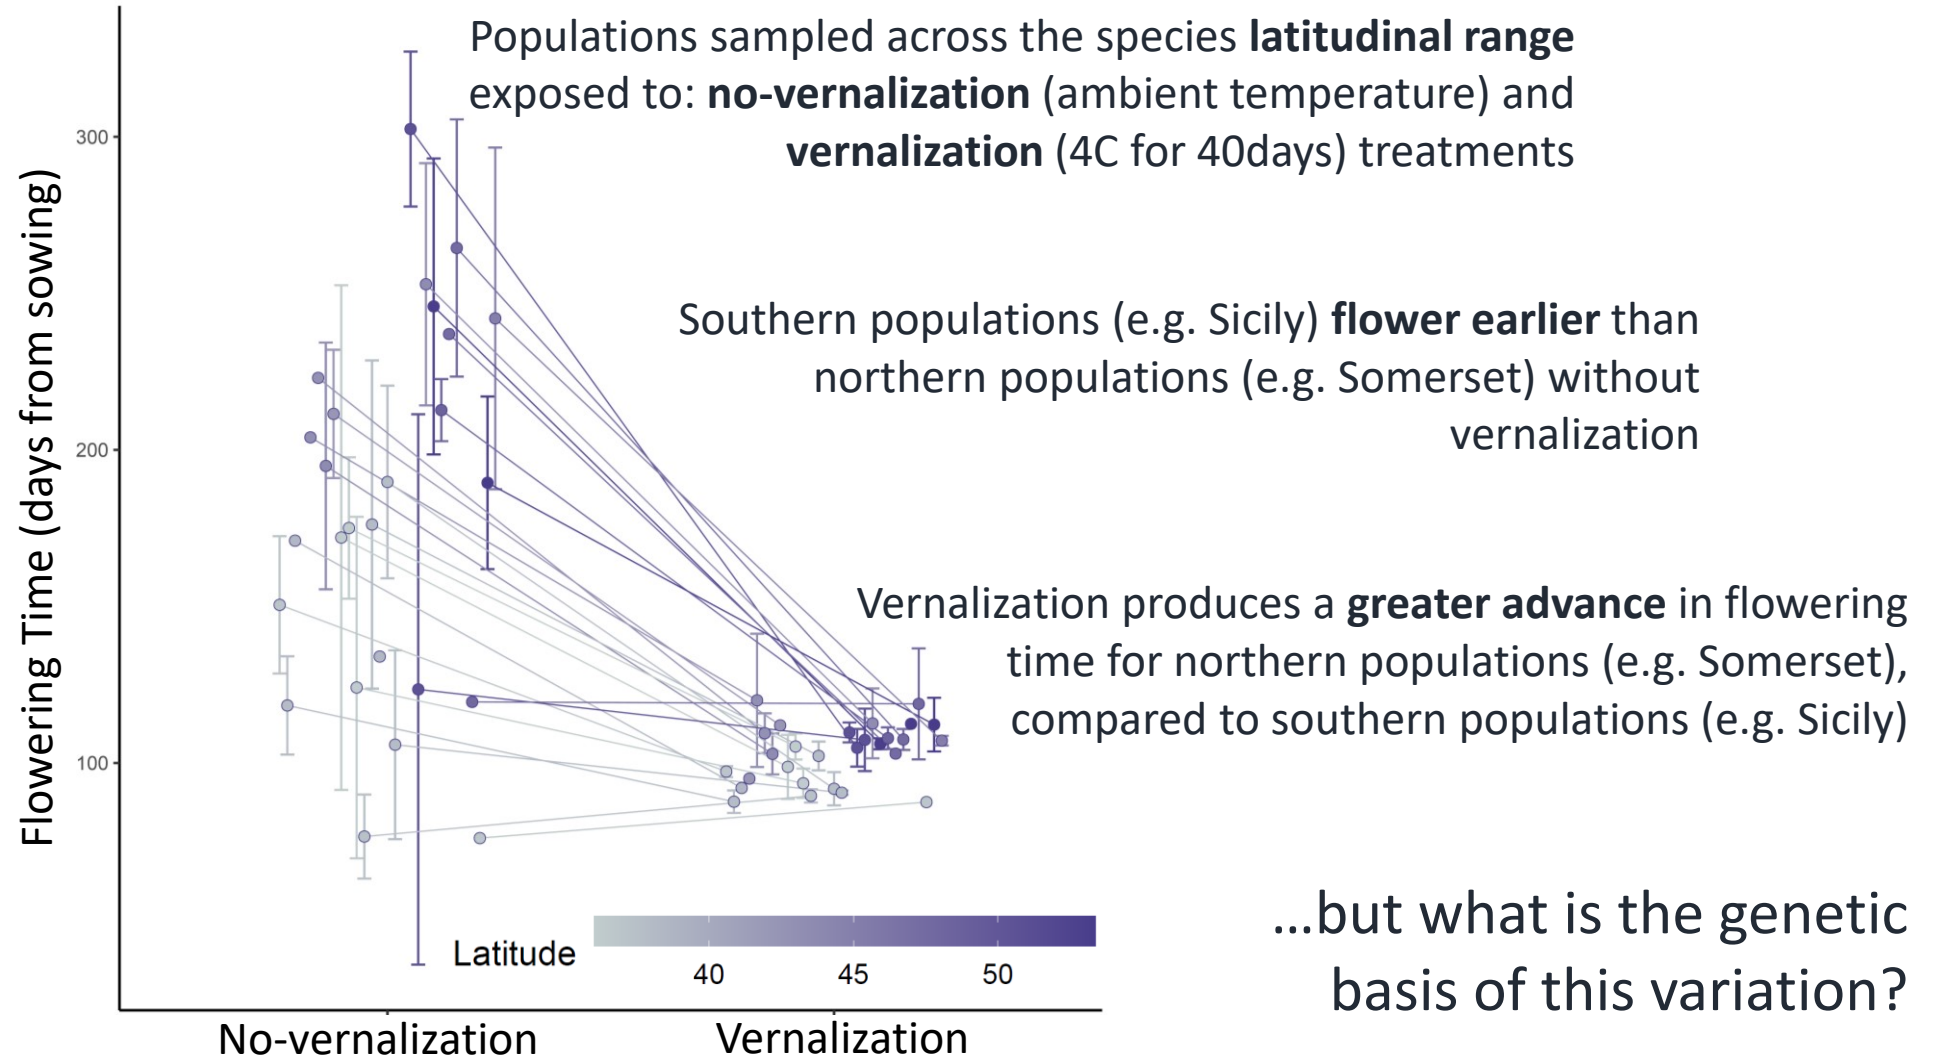 Populations sampled across the species latitudinal range
exposed to: no-vernalization (ambient temperature) and
vernalization (4C for 40days) treatments
Southern populations (e.g. Sicily) flower earlier than
northern populations (e.g. Somerset) without
vernalization
Vernalization produces a greater advance in flowering
time for northern populations (e.g. Somerset),
compared to southern populations (e.g. Sicily)
...but what is the genetic
basis of this variation?
Flowering Time (days from sowing)
300
200
100
Latitude
40 45 50
No-vernalization Vernalization